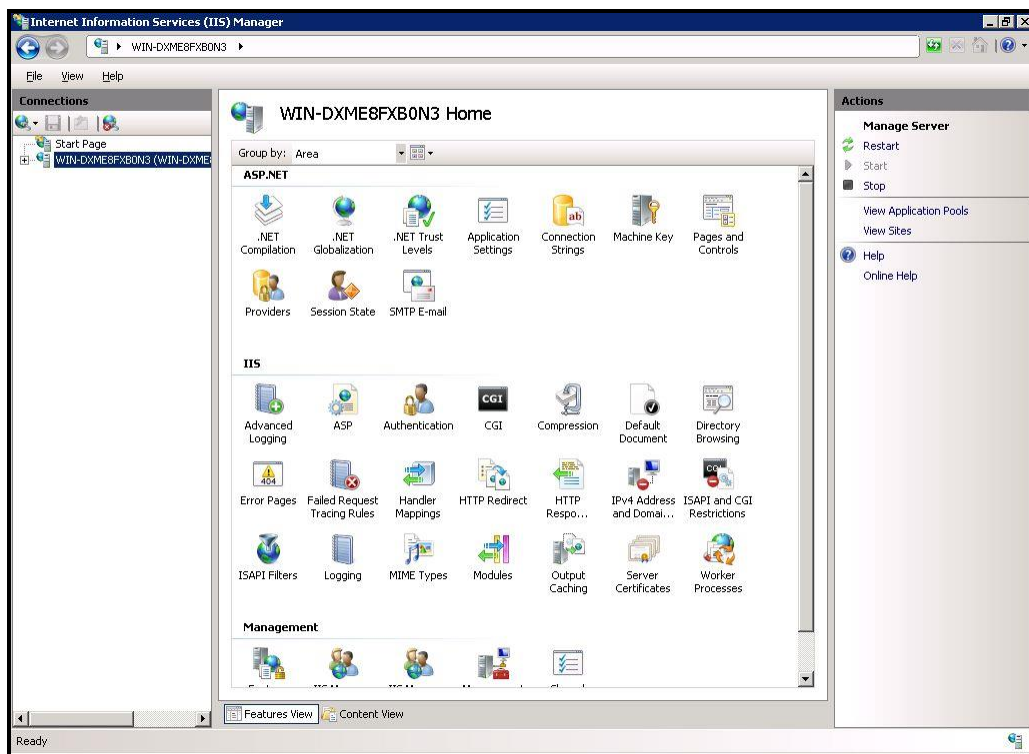 Internet Information Services (IIS) Manager
WIN-DXME8FXB0N3
File View Help
Connections
Start Page
WIN-DXME8FXB0N3 (WIN-DXME
WIN-DXME8FXB0N3 Home
Group by: Area
ASP.NET
.NET Compilation
.NET Globalization
.NET Trust Levels
Application Settings
Connection Strings
ab
Machine Key
Pages and Controls
Providers
Session State
SMTP E-mail
IIS
Advanced Logging
ASP
Authentication
CGI
CGI
Compression
Default Document
Directory Browsing
404
Error Pages
Failed Request Tracing Rules
Handler Mappings
HTTP Redirect
HTTP Respo...
IPv4 Address and Domai...
ISAPI and CGI Restrictions
ISAPI Filters
Logging
MIME Types
Modules
Output Caching
Server Certificates
Worker Processes
Management
Features View
Content View
Actions
Manage Server
Restart
Start
Stop
View Application Pools
View Sites
Help
Online Help
Ready